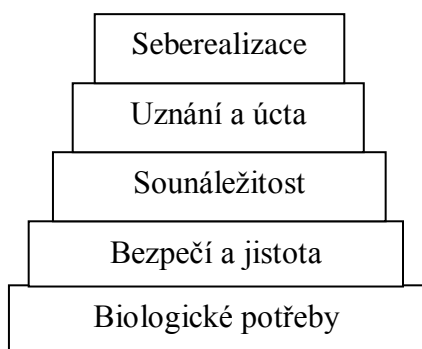 Seberealizace
Uznání a úcta
Sounáležitost
Bezpečí a jistota
Biologické potřeby